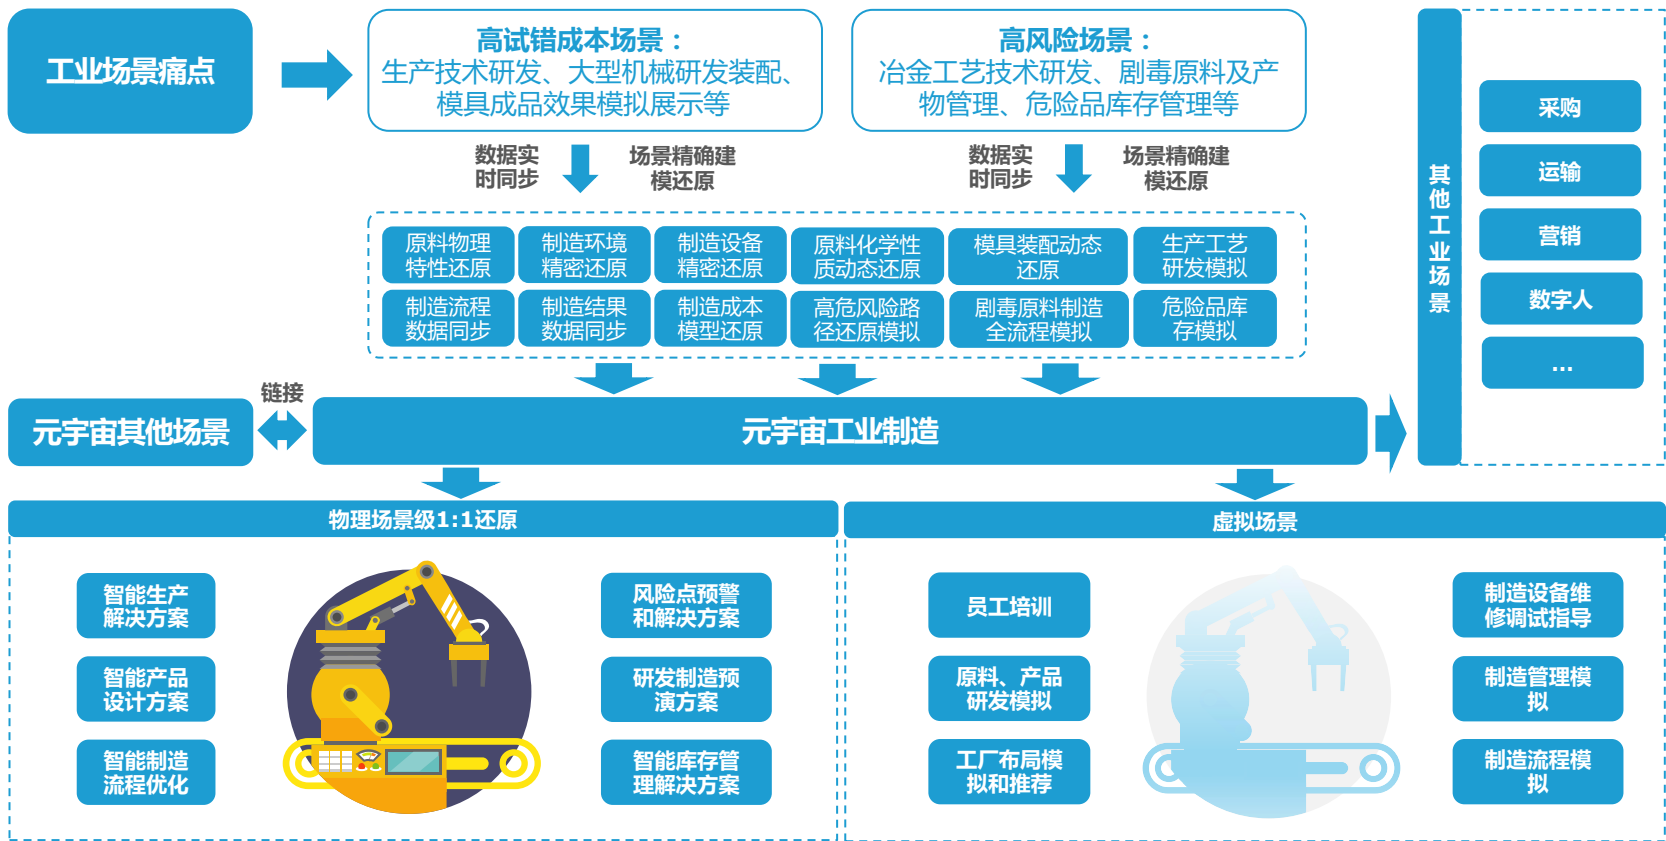 工业场景痛点
高试错成本场景：
生产技术研发、大型机械研发装配、
模具成品效果模拟展示等
高风险场景：
冶金工艺技术研发、剧毒原料及产
物管理、危险品库存管理等
数据实
时同步
场景精确建
模还原
数据实
时同步
场景精确建
模还原
原料物理
特性还原
制造环境
精密还原
制造设备
精密还原
原料化学性
质动态还原
模具装配动态
还原
生产工艺
研发模拟
制造流程
数据同步
制造结果
数据同步
制造成本
模型还原
高危风险路
径还原模拟
剧毒原料制造
全流程模拟
危险品库
存模拟
其他工业场景
采购
运输
营销
数字人
...
元宇宙其他场景
链接
元宇宙工业制造
物理场景级1:1还原
智能生产
解决方案
智能产品
设计方案
智能制造
流程优化
风险点预警
和解决方案
研发制造预
演方案
智能库存管
理解决方案
虚拟场景
员工培训
原料、产品
研发模拟
工厂布局模
拟和推荐
制造设备维
修调试指导
制造管理模
拟
制造流程模
拟